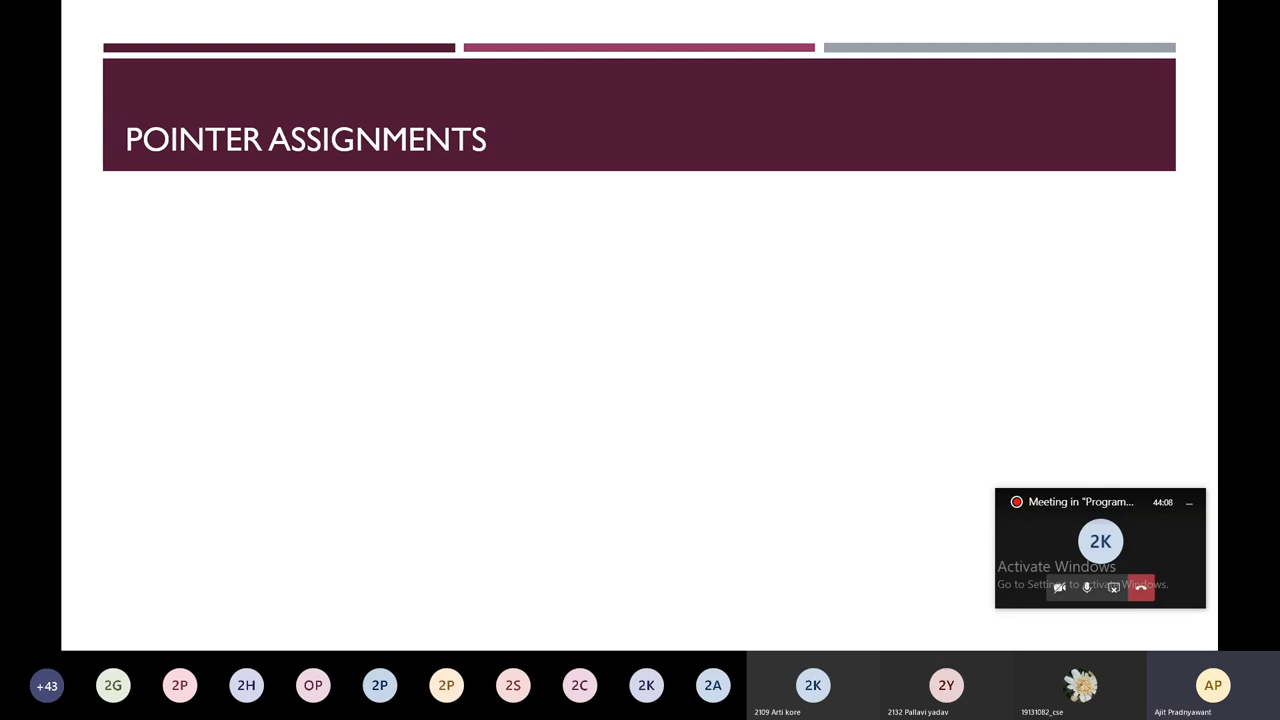 POINTER ASSIGNMENTS
Meeting in "Program...
44:08
2K
Activate Windows
Go to Settings to activate Windows.
+43
2G
2P
2H
OP
2P
2P
2S
2C
2K
2A
2K
2109 Arti kore
2Y
2132 Pallavi yadav
19131082_cse
AP
Ajit Pradnyawant